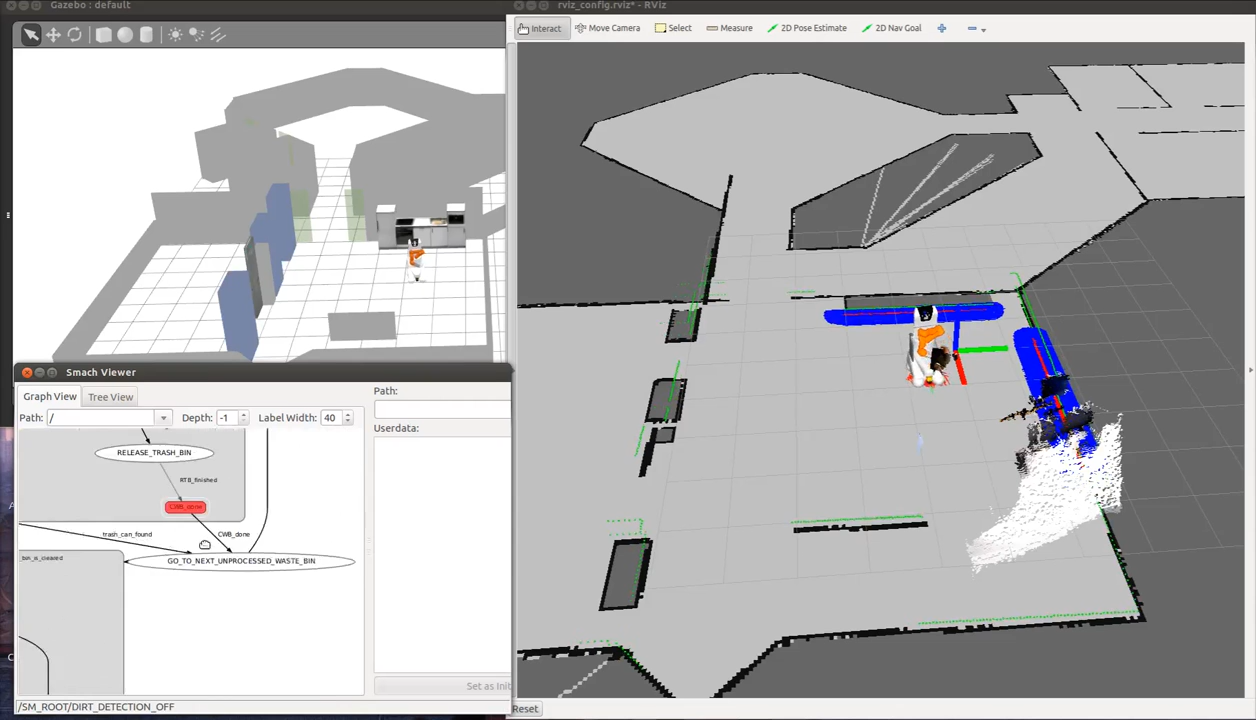 Gazebo : default
rviz_config.rviz* - RViz
Interact
Move Camera
Select
Measure
2D Pose Estimate
2D Nav Goal
Smach Viewer
Graph View
Tree View
Path: /
Depth: -1
Label Width: 40
Path:
Userdata:
RELEASE_TRASH_BIN
RTB_finished
CWB_done
trash_can_found
CWB_done
GO_TO_NEXT_UNPROCESSED_WASTE_BIN
Set as Init
/SM_ROOT/DIRT_DETECTION_OFF
Reset